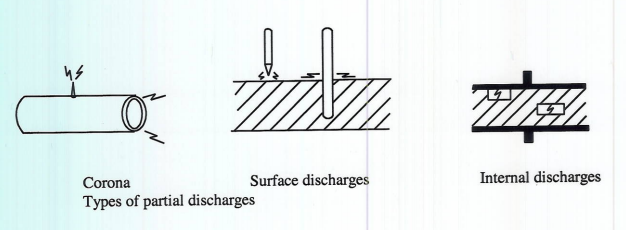 Corona
Surface discharges
Internal discharges
Types of partial discharges